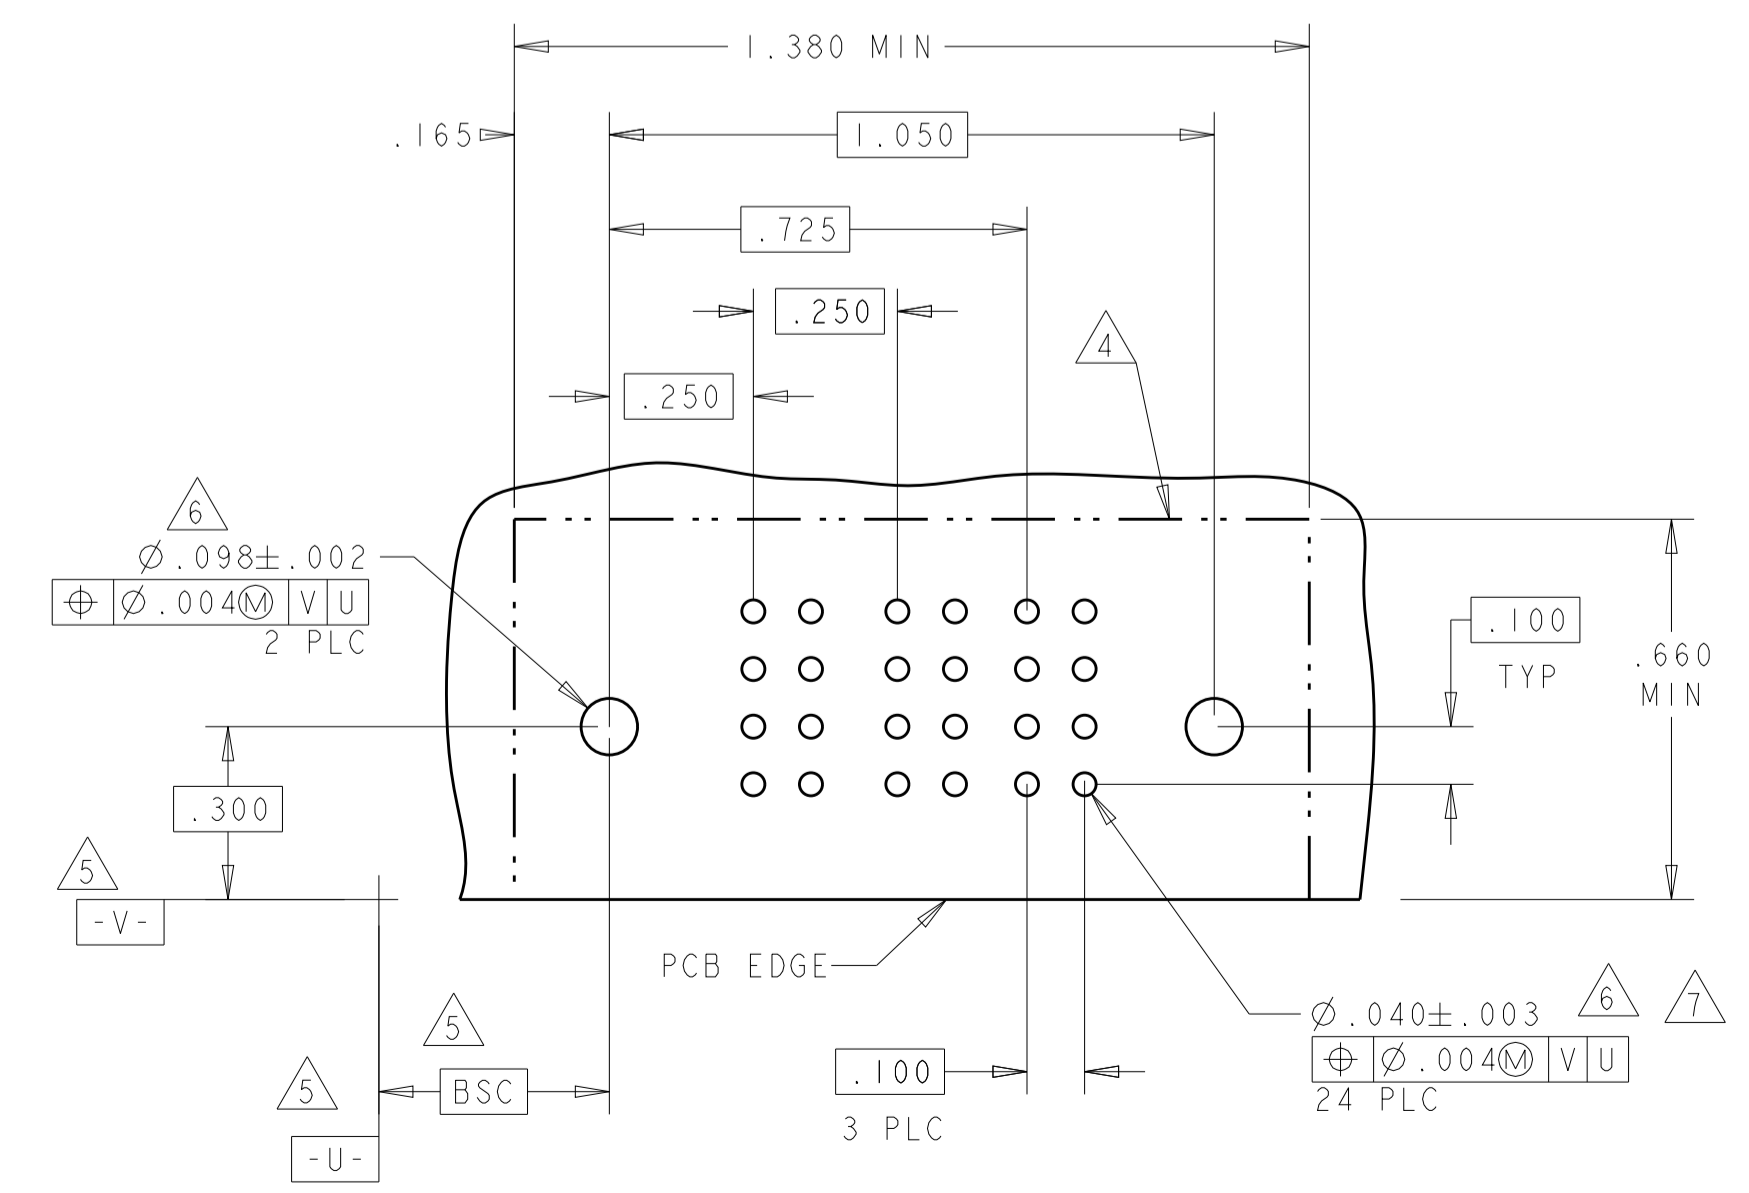 1.380 MIN
.165
1.050
.725
.250
4
.250
6
Ø.098±.002
⌖ Ø.004Ⓜ V U
2 PLC
.100
TYP
.660
MIN
.300
5
-V-
PCB EDGE
5
BSC
5
-U-
.100
3 PLC
Ø.040±.003 6 7
⌖ Ø.004Ⓜ V U
24 PLC